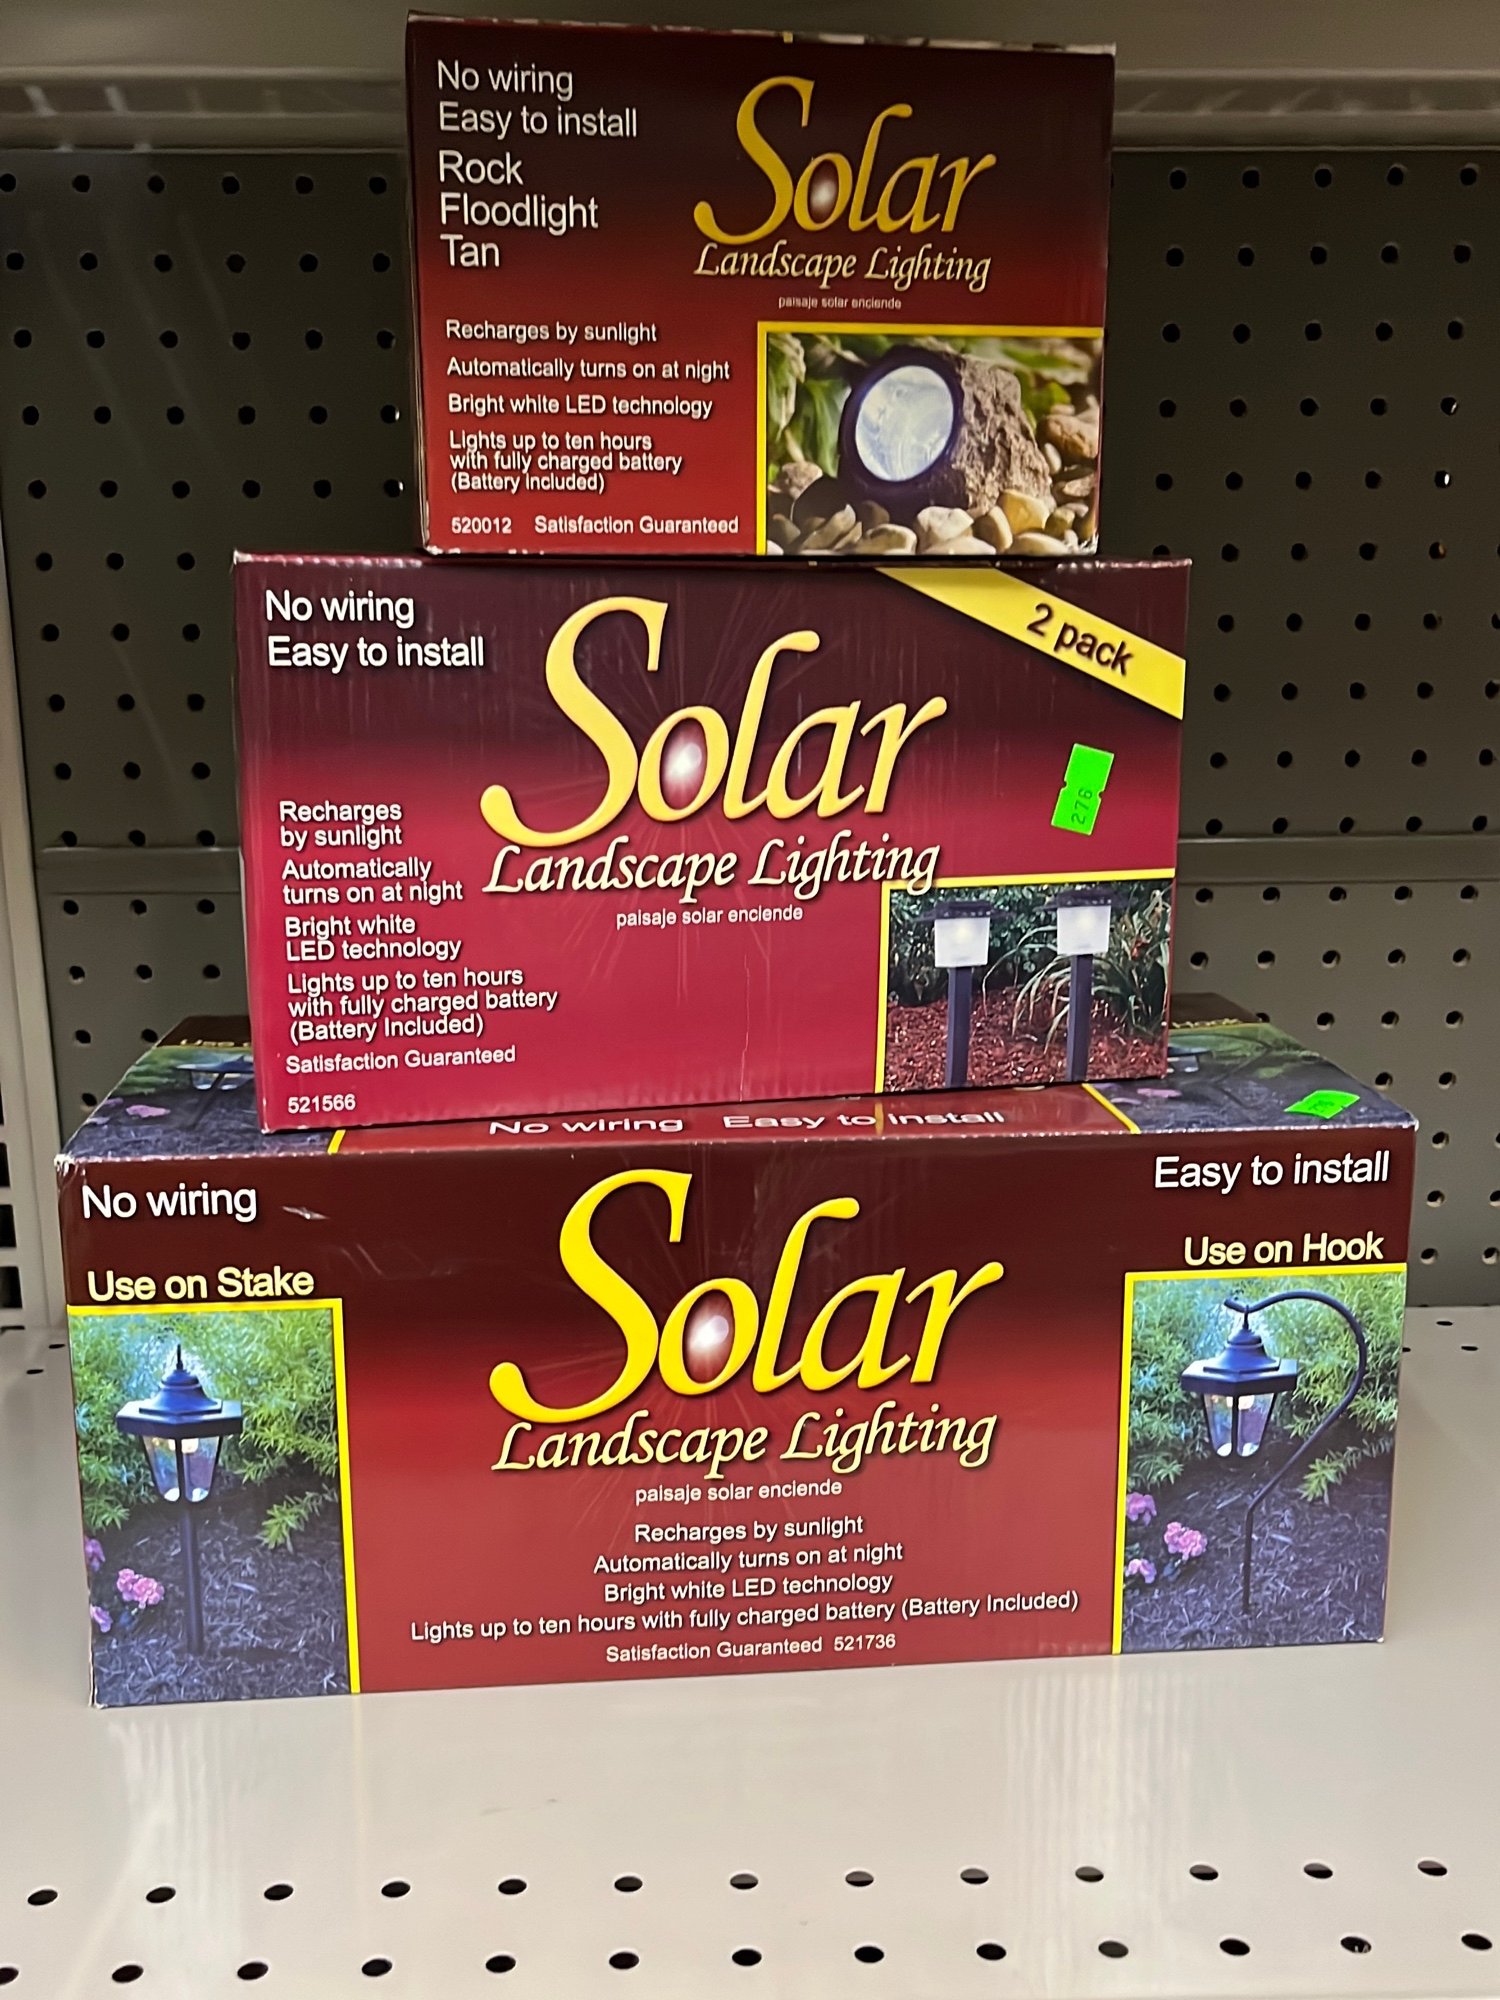 No wiring
Easy to install
Rock
Floodlight
Tan
Solar
Landscape Lighting
paisaje solar enciende
Recharges by sunlight
Automatically turns on at night
Bright white LED technology
Lights up to ten hours
with fully charged battery
(Battery Included)
520012 Satisfaction Guaranteed
No wiring
Easy to install
2 pack
Solar
Landscape Lighting
paisaje solar enciende
276
Recharges
by sunlight
Automatically
turns on at night
Bright white
LED technology
Lights up to ten hours
with fully charged battery
(Battery Included)
Satisfaction Guaranteed
521566
No wiring Easy to install
No wiring
Easy to install
Use on Stake
Use on Hook
Solar
Landscape Lighting
paisaje solar enciende
Recharges by sunlight
Automatically turns on at night
Bright white LED technology
Lights up to ten hours with fully charged battery (Battery Included)
Satisfaction Guaranteed 521736